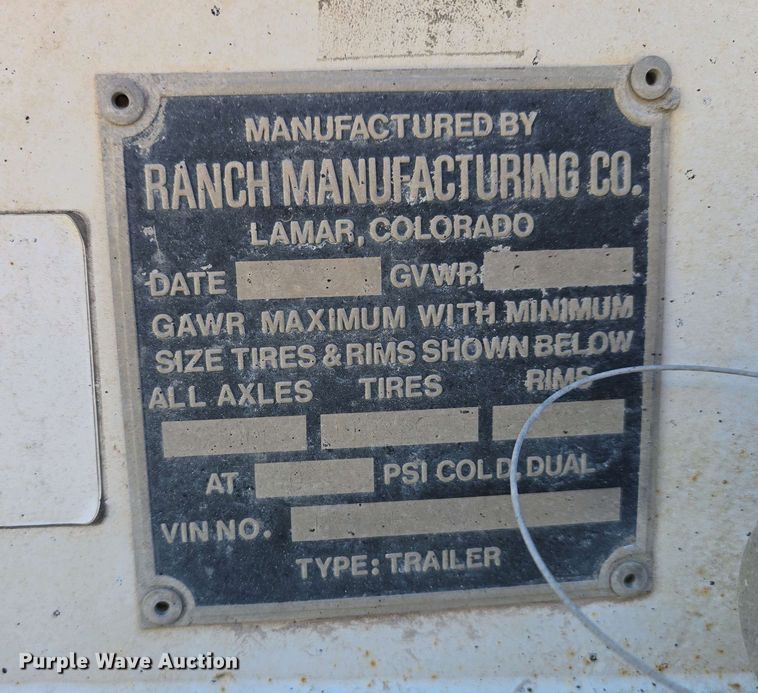 MANUFACTURED BY
RANCH MANUFACTURING CO.
LAMAR, COLORADO
DATE GVWR
GAWR MAXIMUM WITH MINIMUM
SIZE TIRES & RIMS SHOWN BELOW
ALL AXLES TIRES RIMS
AT PSI COLD, DUAL
VIN NO.
TYPE: TRAILER
Purple Wave Auction